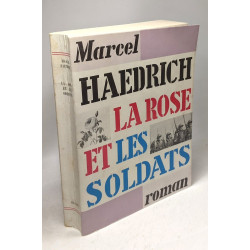 Marcel
HAEDRICH
LA ROSE
ET LES
SOLDATS
roman